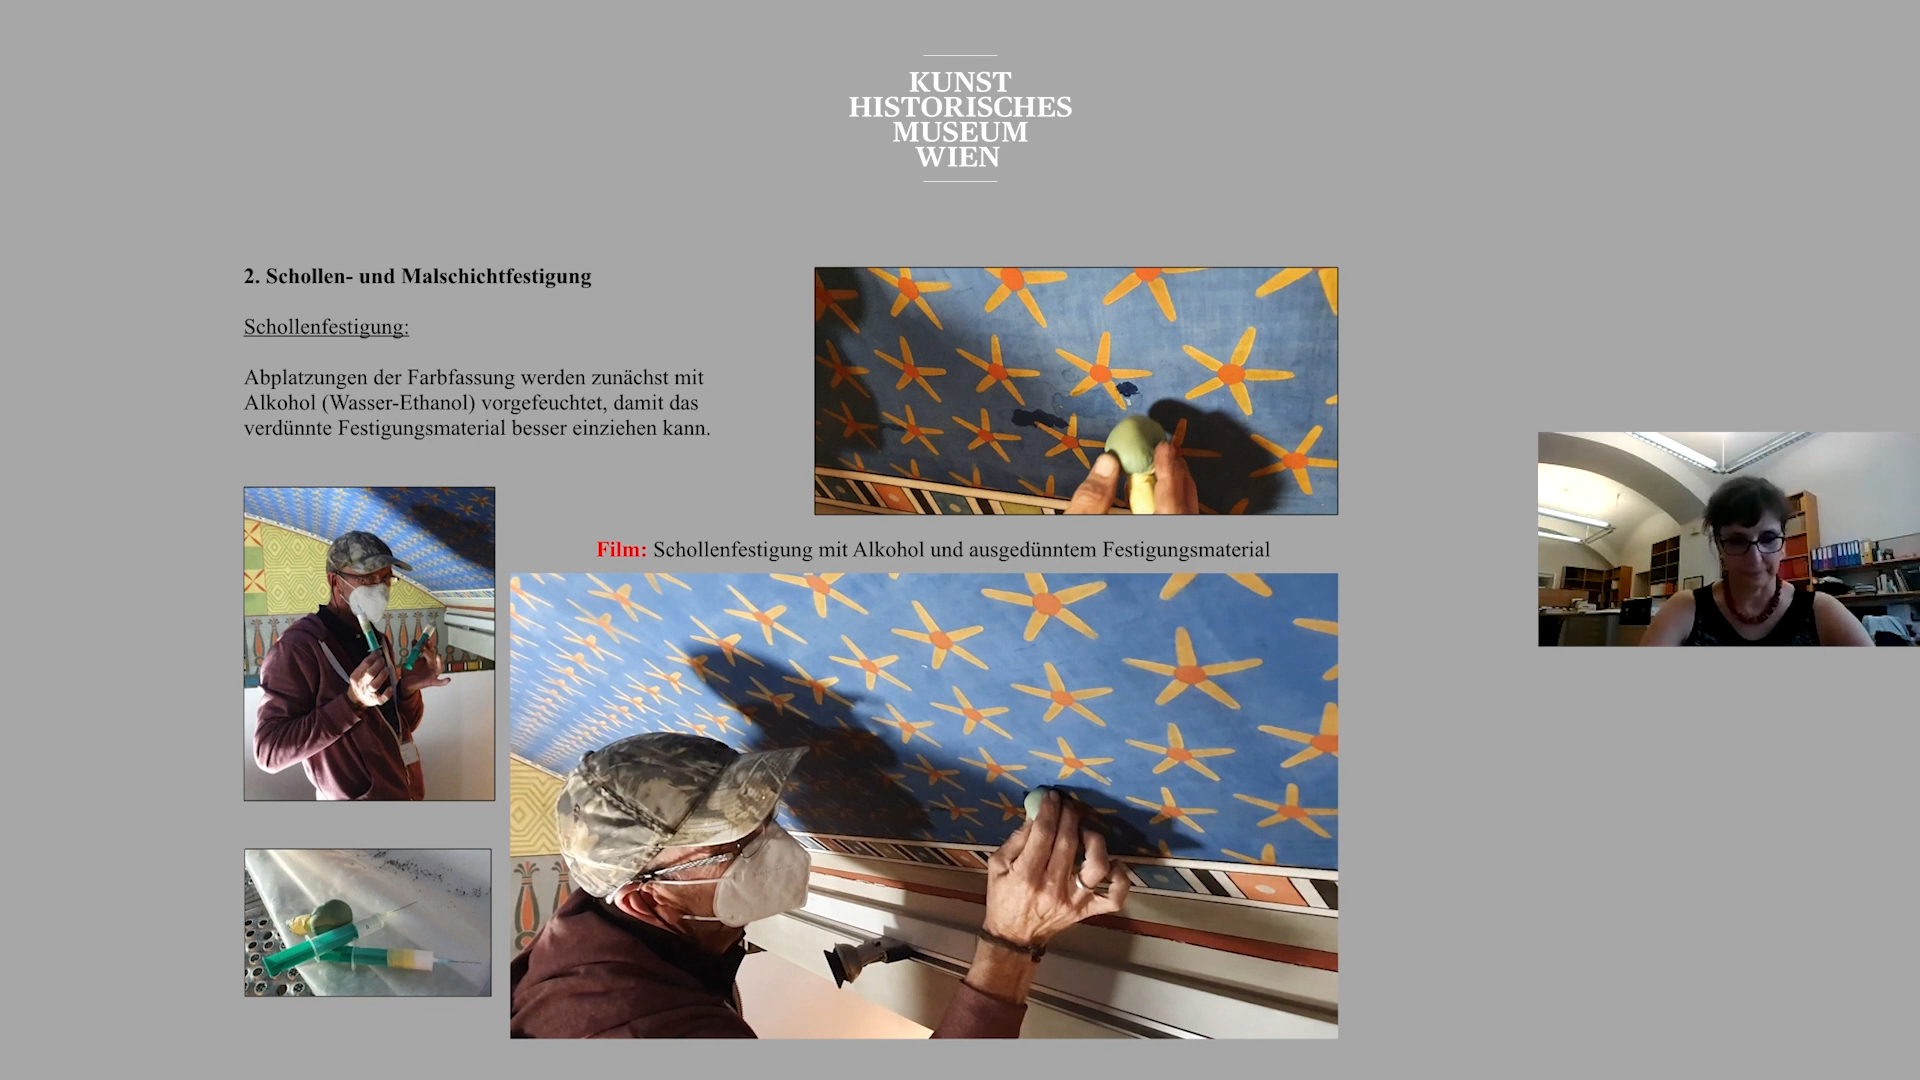 KUNST
HISTORISCHES
MUSEUM
WIEN
2. Schollen- und Malschichtfestigung
Schollenfestigung:
Abplatzungen der Farbfassung werden zunächst mit
Alkohol (Wasser-Ethanol) vorgefeuchtet, damit das
verdünnte Festigungsmaterial besser einziehen kann.
Film: Schollenfestigung mit Alkohol und ausgedünntem Festigungsmaterial